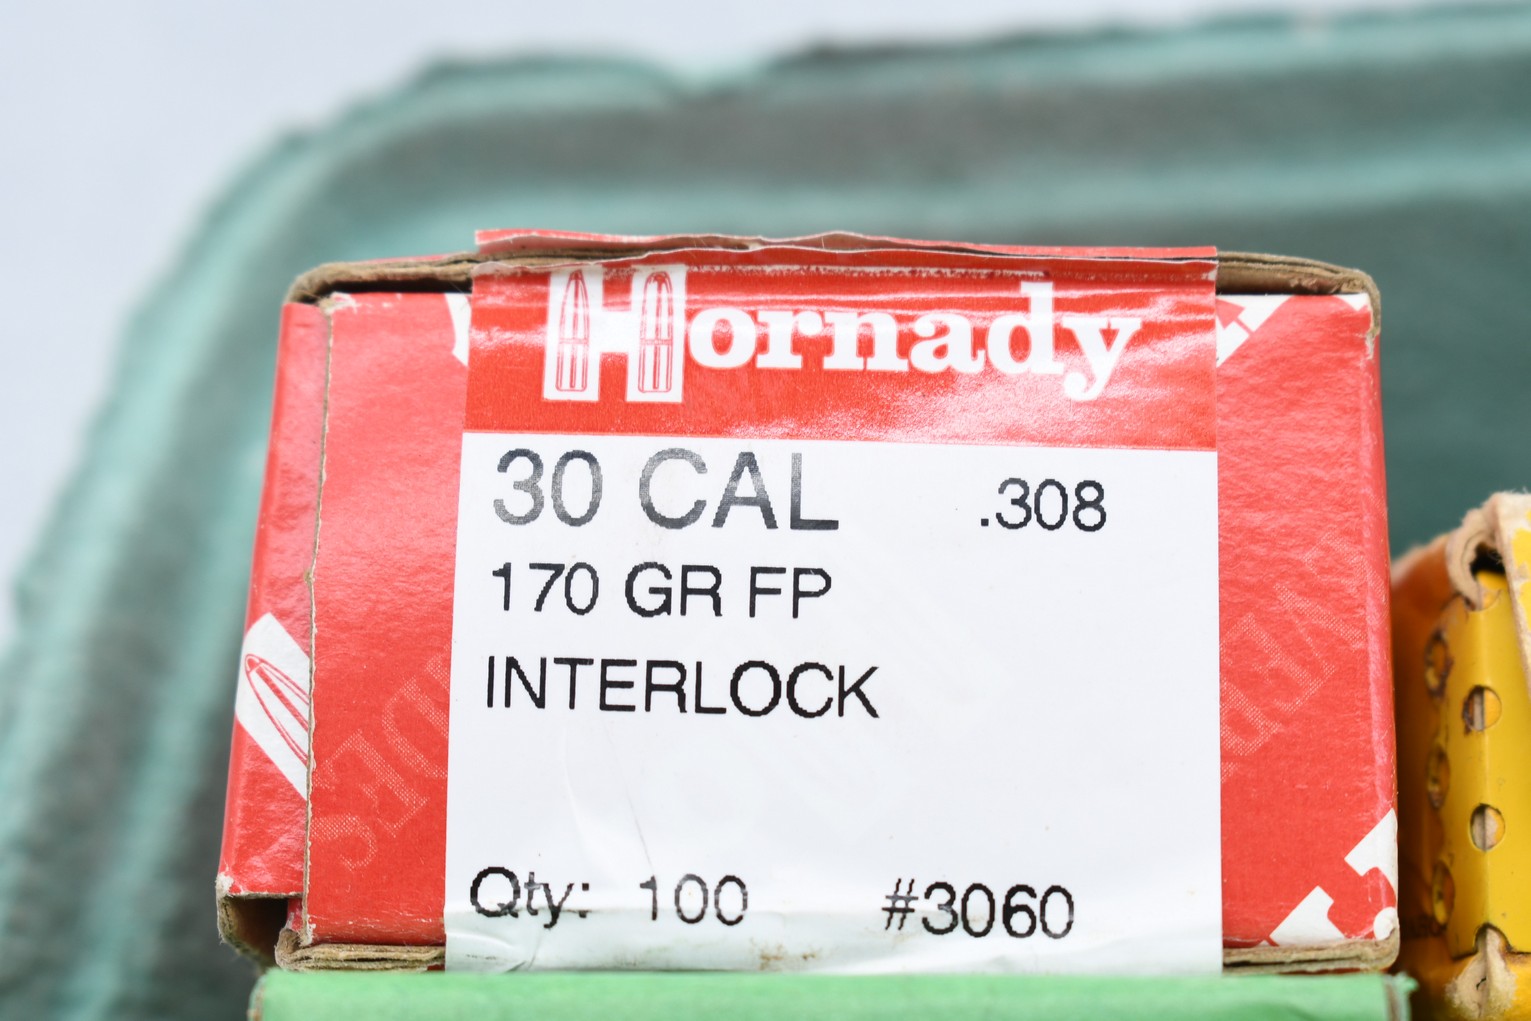 Hornady
30 CAL .308
170 GR FP
INTERLOCK
Qty: 100 #3060